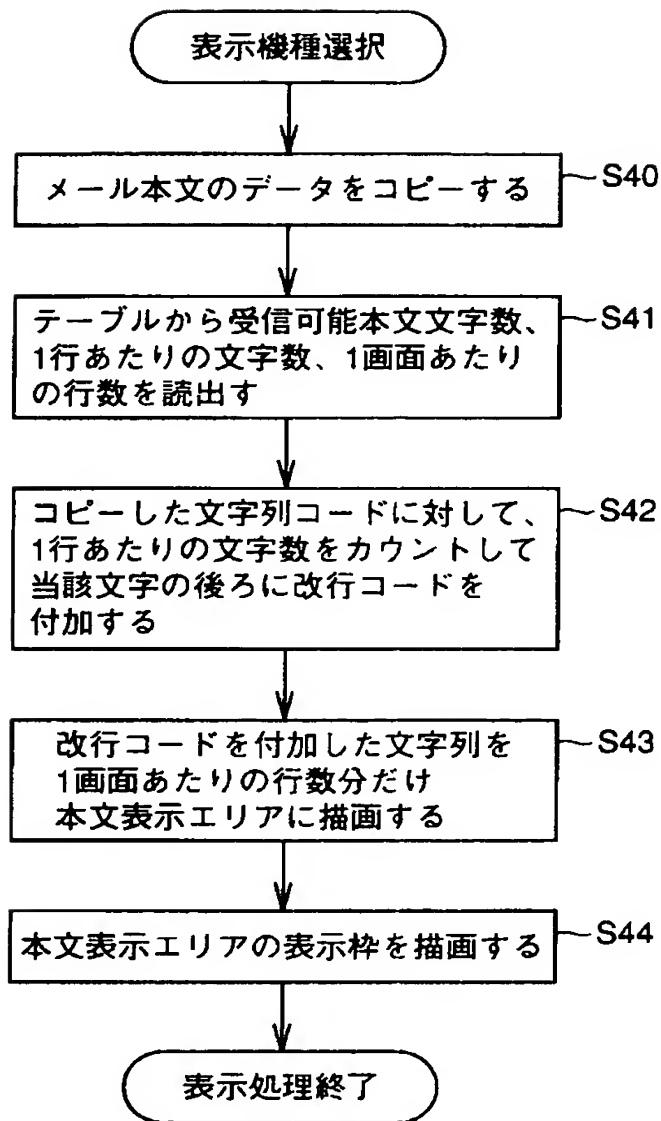 表示機種選択
メール本文のデータをコピーする
S40
テーブルから受信可能本文文字数、
1行あたりの文字数、1画面あたり
の行数を読出す
S41
コピーした文字列コードに対して、
1行あたりの文字数をカウントして
当該文字の後ろに改行コードを
付加する
S42
改行コードを付加した文字列を
1画面あたりの行数分だけ
本文表示エリアに描画する
S43
本文表示エリアの表示枠を描画する
S44
表示処理終了